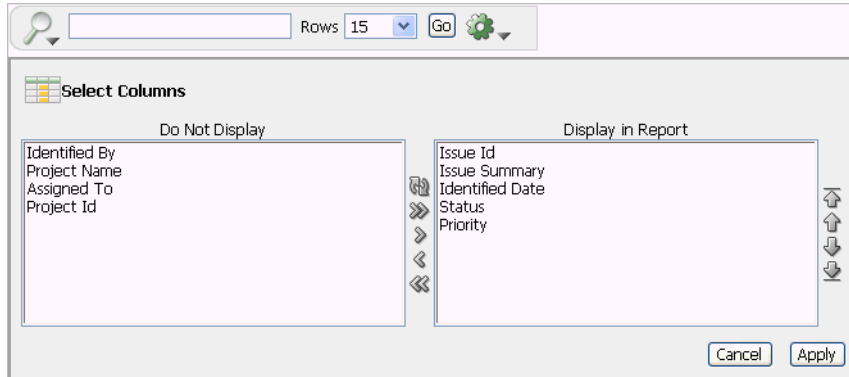 Rows 15 Go
Select Columns
Do Not Display
Identified By
Project Name
Assigned To
Project Id
Display in Report
Issue Id
Issue Summary
Identified Date
Status
Priority
Cancel Apply